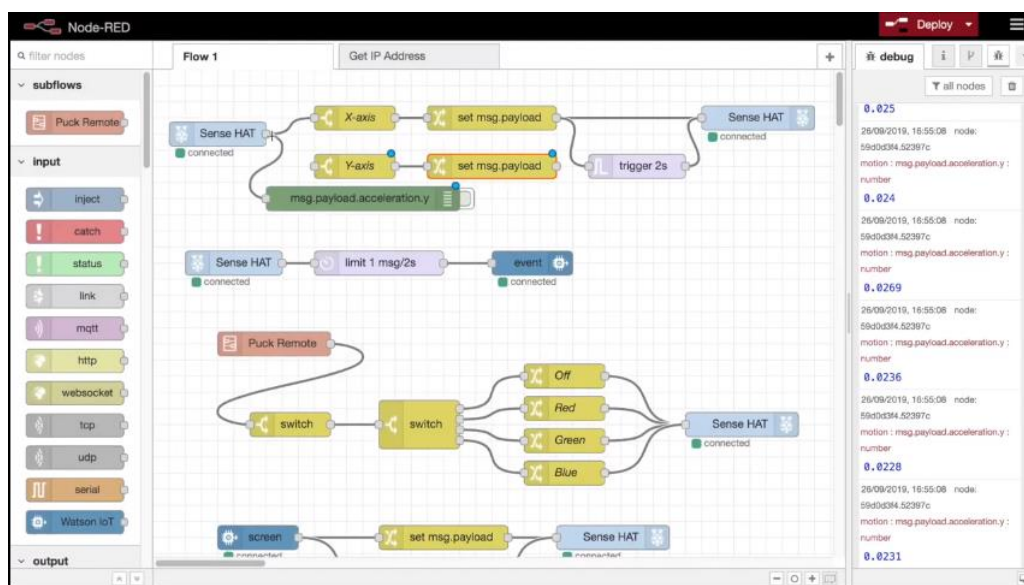 Node-RED
Deploy
filter nodes
subflows
Puck Remote
input
inject
catch
status
link
mqtt
http
websocket
tcp
udp
serial
Watson IoT
output
Flow 1
Get IP Address
Sense HAT
connected
X-axis
set msg.payload
Sense HAT
connected
Y-axis
set msg.payload
trigger 2s
msg.payload.acceleration.y
Sense HAT
connected
limit 1 msg/2s
event
connected
Puck Remote
switch
switch
Off
Red
Green
Blue
Sense HAT
connected
screen
connected
set msg.payload
Sense HAT
connected
debug
i
all nodes
0.025
26/09/2019, 16:55:08 node:
59d0d3f4.52397c
motion : msg.payload.acceleration.y :
number
0.024
26/09/2019, 16:55:08 node:
59d0d3f4.52397c
motion : msg.payload.acceleration.y :
number
0.0269
26/09/2019, 16:55:08 node:
59d0d3f4.52397c
motion : msg.payload.acceleration.y :
number
0.0236
26/09/2019, 16:55:08 node:
59d0d3f4.52397c
motion : msg.payload.acceleration.y :
number
0.0228
26/09/2019, 16:55:08 node:
59d0d3f4.52397c
motion : msg.payload.acceleration.y :
number
0.0231